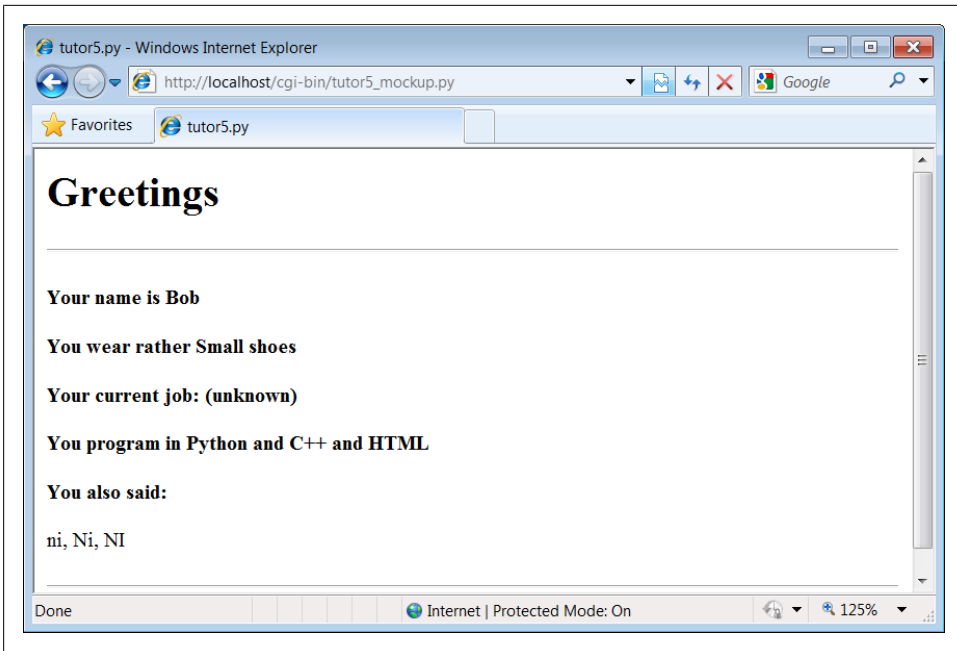 tutor5.py - Windows Internet Explorer
http://localhost/cgi-bin/tutor5_mockup.py
Google
Favorites
tutor5.py
Greetings
Your name is Bob
You wear rather Small shoes
Your current job: (unknown)
You program in Python and C++ and HTML
You also said:
ni, Ni, NI
Done
Internet | Protected Mode: On
125%